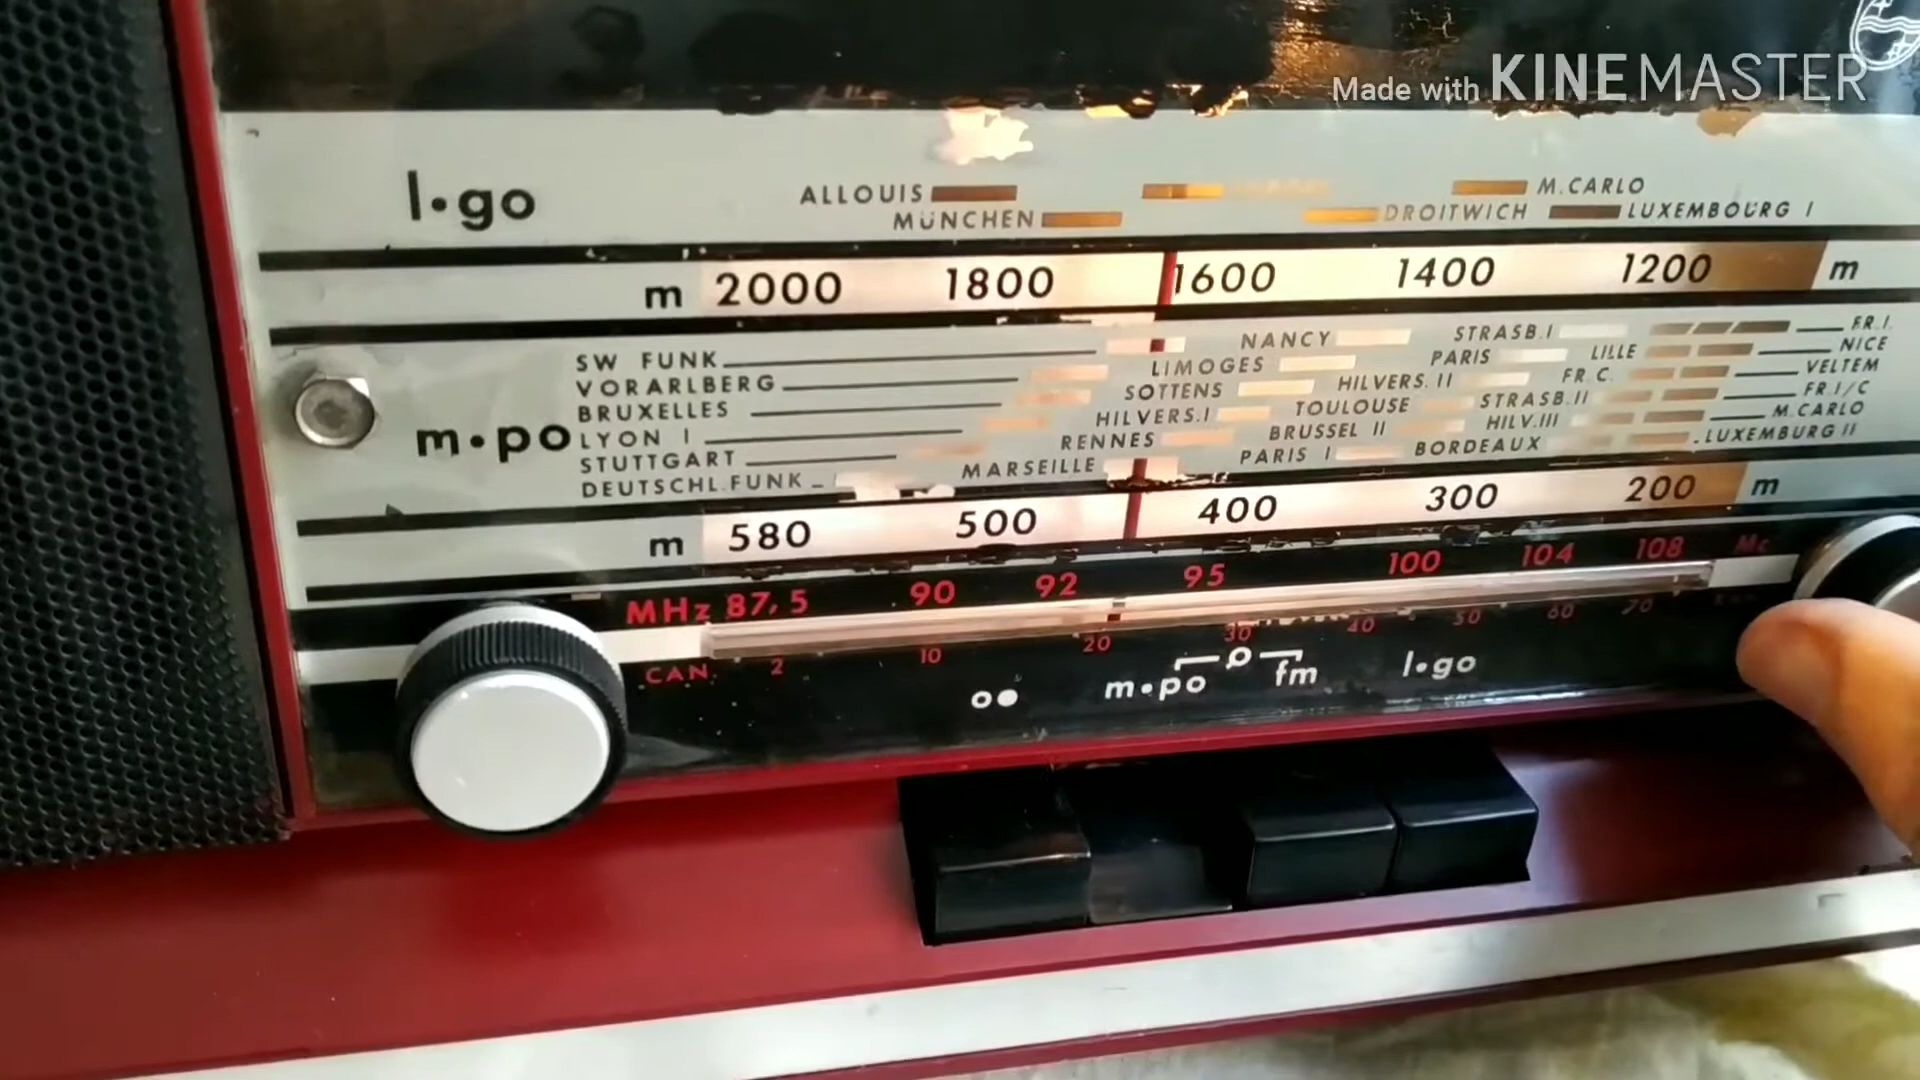 Made with KINEMASTER
l•go
ALLOUIS
M.CARLO
MÜNCHEN
DROITWICH
LUXEMBOURG I
m 2000 1800 1600 1400 1200 m
SW FUNK NANCY STRASB.I FR.I.
VORARLBERG LIMOGES PARIS LILLE NICE
BRUXELLES SOTTENS HILVERS.II FR.C. VELTEM
LYON I HILVERS.I TOULOUSE STRASB.II FR.I/C
STUTTGART RENNES BRUSSEL II HILV.III M.CARLO
DEUTSCHL.FUNK MARSEILLE PARIS I BORDEAUX LUXEMBURG II
m•po
m 580 500 400 300 200 m
MHz 87,5 90 92 95 100 104 108 Mc
CAN. 2 10 20 30 40 50 60 70
m•po fm l•go